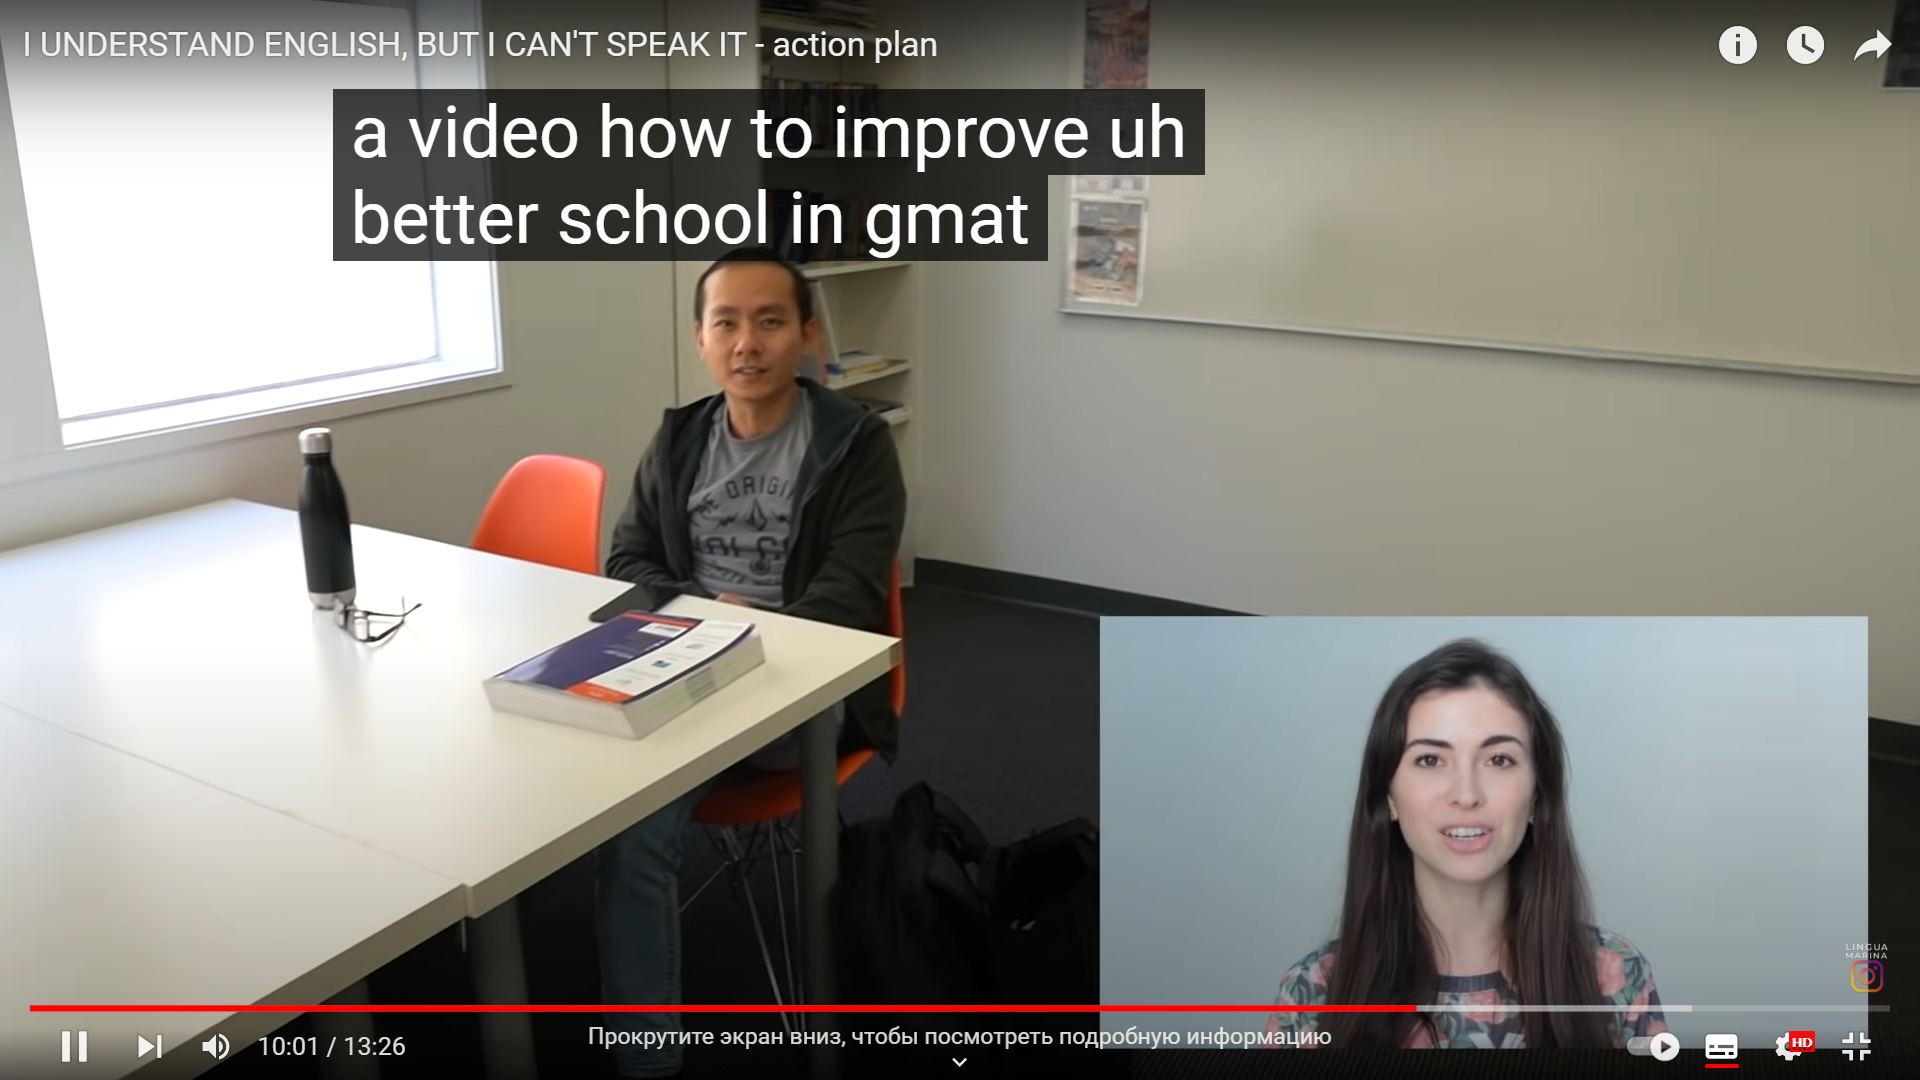 I UNDERSTAND ENGLISH, BUT I CAN'T SPEAK IT - action plan
a video how to improve uh
better school in gmat
LINGUA
MARINA
10:01 / 13:26
Прокрутите экран вниз, чтобы посмотреть подробную информацию
HD